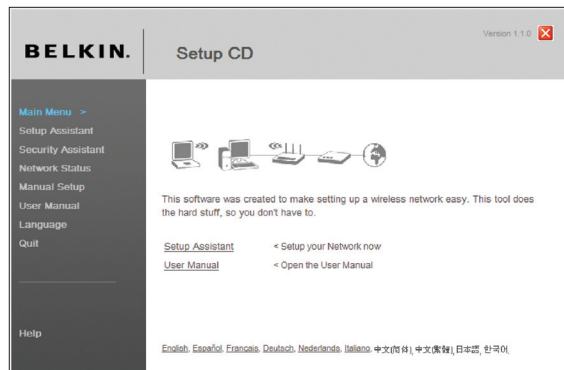 BELKIN.
Setup CD
Version 1.1.0
Main Menu >
Setup Assistant
Security Assistant
Network Status
Manual Setup
User Manual
Language
Quit
Help
This software was created to make setting up a wireless network easy. This tool does
the hard stuff, so you don't have to.
Setup Assistant < Setup your Network now
User Manual < Open the User Manual
English, Español, Francais, Deutsch, Nederlands, Italiano, 中文(简体), 中文(繁體), 日本語, 한국어,